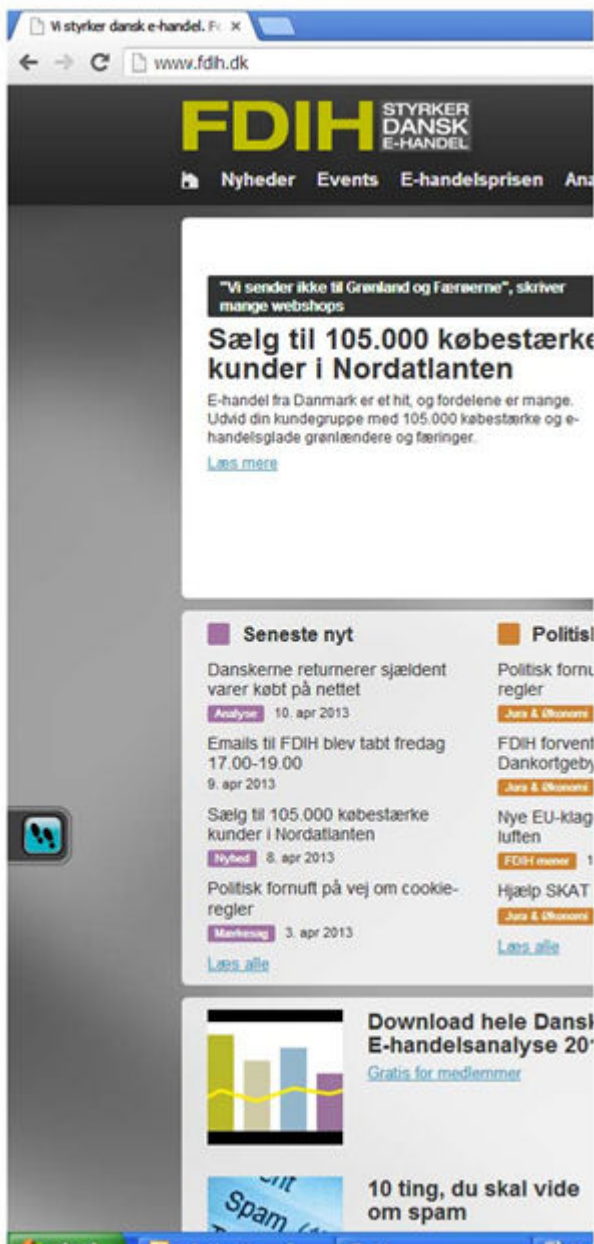 Vi styrker dansk e-handel. F
www.fdih.dk
FDIH STYRKER
DANSK
E-HANDEL
Nyheder Events E-handelsprisen Ana
"Vi sender ikke til Grønland og Færøerne", skriver
mange webshops
Sælg til 105.000 købestærke
kunder i Nordatlanten
E-handel fra Danmark er et hit, og fordelene er mange.
Udvid din kundegruppe med 105.000 købestærke og e-
handelsglade grønlændere og færinger.
Læs mere
Seneste nyt
Danskerne returnerer sjældent
varer købt på nettet
Analyse 10. apr 2013
Emails til FDIH blev tabt fredag
17.00-19.00
9. apr 2013
Sælg til 105.000 købestærke
kunder i Nordatlanten
Nyhed 8. apr 2013
Politisk fornuft på vej om cookie-
regler
Mærkesag 3. apr 2013
Læs alle
Politisk
Politisk fornu
regler
Jura & Økonomi
FDIH forvent
Dankortgeby
Jura & Økonomi
Nye EU-klag
luften
FDIH mener 1
Hjælp SKAT
Jura & Økonomi
Læs alle
Download hele Dansk
E-handelsanalyse 201
Gratis for medlemmer
Spam
10 ting, du skal vide
om spam